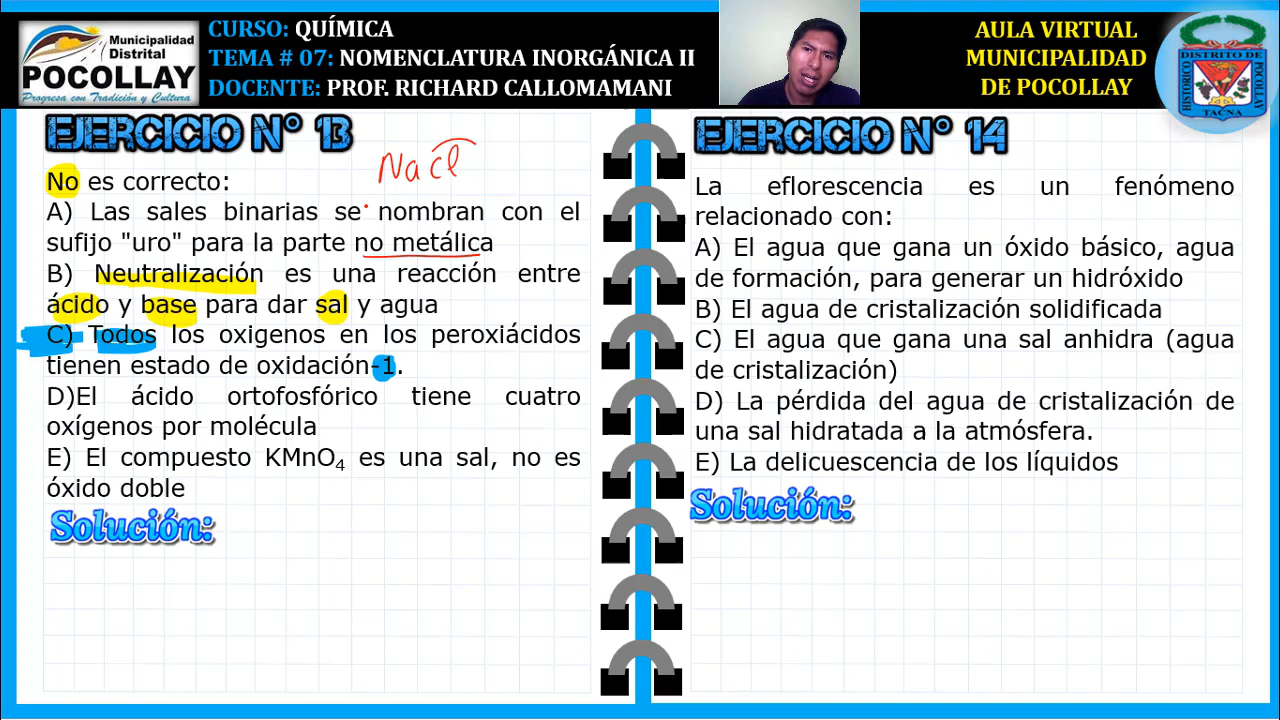 Municipalidad
Distrital
POCOLLAY
Progresa con Tradición y Cultura
CURSO: QUÍMICA
TEMA # 07: NOMENCLATURA INORGÁNICA II
DOCENTE: PROF. RICHARD CALLOMAMANI
AULA VIRTUAL
MUNICIPALIDAD
DE POCOLLAY
HISTORICO DISTRITO DE POCOLLAY
TACNA
EJERCICIO N° 13
NaCl
No es correcto:
A) Las sales binarias se nombran con el
sufijo "uro" para la parte no metálica
B) Neutralización es una reacción entre
ácido y base para dar sal y agua
C) Todos los oxigenos en los peroxiácidos
tienen estado de oxidación-1.
D)El ácido ortofosfórico tiene cuatro
oxígenos por molécula
E) El compuesto KMnO₄ es una sal, no es
óxido doble
Solución:
EJERCICIO N° 14
La eflorescencia es un fenómeno
relacionado con:
A) El agua que gana un óxido básico, agua
de formación, para generar un hidróxido
B) El agua de cristalización solidificada
C) El agua que gana una sal anhidra (agua
de cristalización)
D) La pérdida del agua de cristalización de
una sal hidratada a la atmósfera.
E) La delicuescencia de los líquidos
Solución: